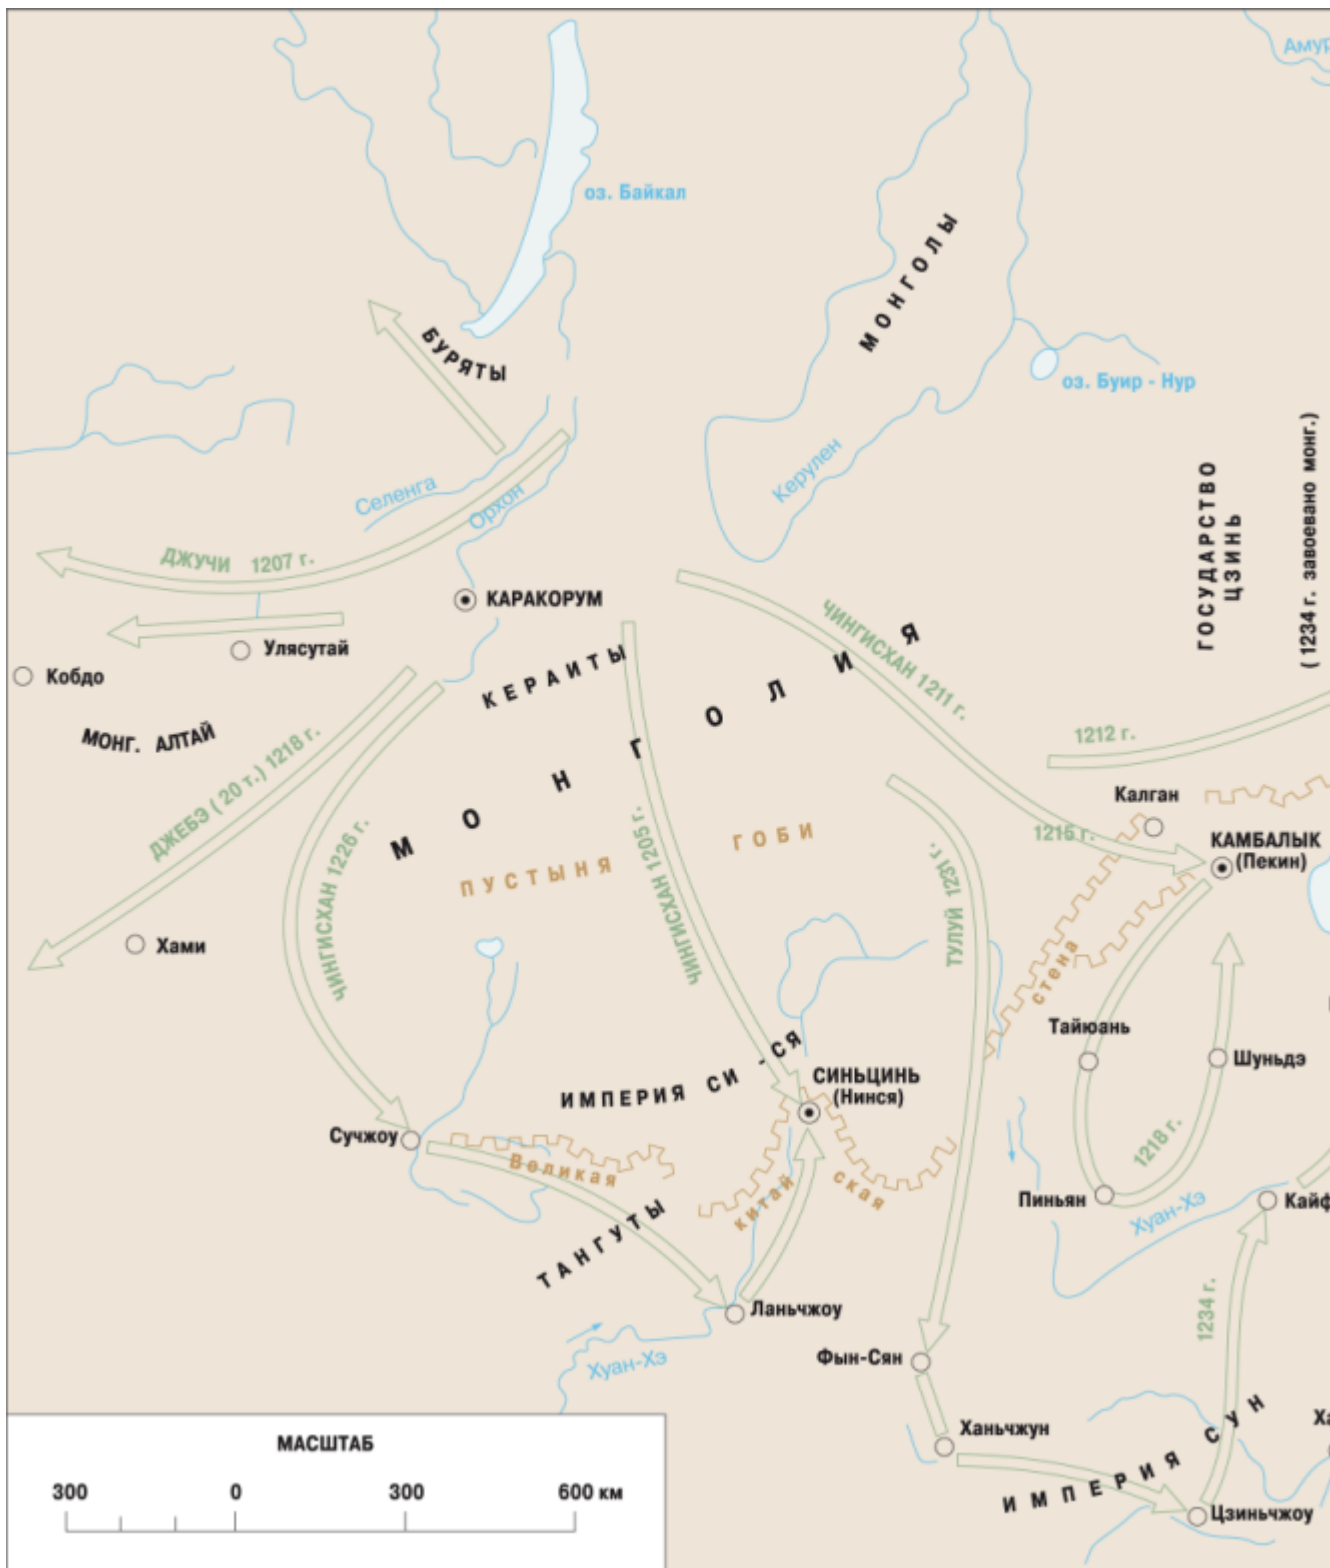 Амур
оз. Байкал
МОНГОЛЫ
БУРЯТЫ
оз. Буир - Нур
Керулен
Селенга
Орхон
ГОСУДАРСТВО
ЦЗИНЬ
(1234 г. завоевано монг.)
ДЖУЧИ 1207 г.
КАРАКОРУМ
Улясутай
Кобдо
КЕРАИТЫ
МОНГОЛИЯ
ЧИНГИСХАН 1211 г.
МОНГ. АЛТАЙ
ДЖЕБЭ ( 20 т.) 1218 г.
1212 г.
Калган
1215 г.
КАМБАЛЫК
(Пекин)
ПУСТЫНЯ ГОБИ
ЧИНГИСХАН 1226 г.
ЧИНГИСХАН 1205 г.
ТУЛУЙ 1231 г.
Хами
стена
Тайюань
Шуньдэ
ИМПЕРИЯ СИ - СЯ
СИНЬЦИНЬ
(Нинся)
Сучжоу
Великая
китай
ская
1218 г.
ТАНГУТЫ
Пиньян
Хуан-Хэ
Кайф
Ланьчжоу
1234 г.
Фын-Сян
Хуан-Хэ
Ханьчжун
ИМПЕРИЯ СУН
Ха
Цзиньчжоу
МАСШТАБ
300 0 300 600 км